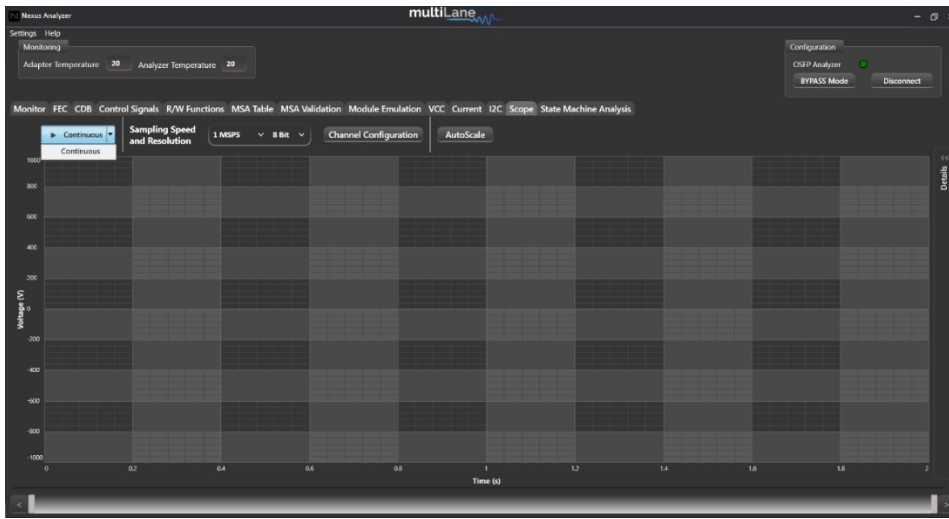 Nexus Analyzer
multiLane
Settings Help
Monitoring
Adapter Temperature 20 Analyzer Temperature 20
Configuration
OSFP Analyzer
BYPASS Mode Disconnect
Monitor FEC CDB Control Signals R/W Functions MSA Table MSA Validation Module Emulation VCC Current I2C Scope State Machine Analysis
Continuous
Continuous
Sampling Speed
and Resolution
1 MSPS 8 Bit Channel Configuration AutoScale
<<
Details
1000
800
600
400
200
0
-200
-400
-600
-800
-1000
Voltage (V)
0 0.2 0.4 0.6 0.8 1 1.2 1.4 1.6 1.8 2
Time (s)
< >